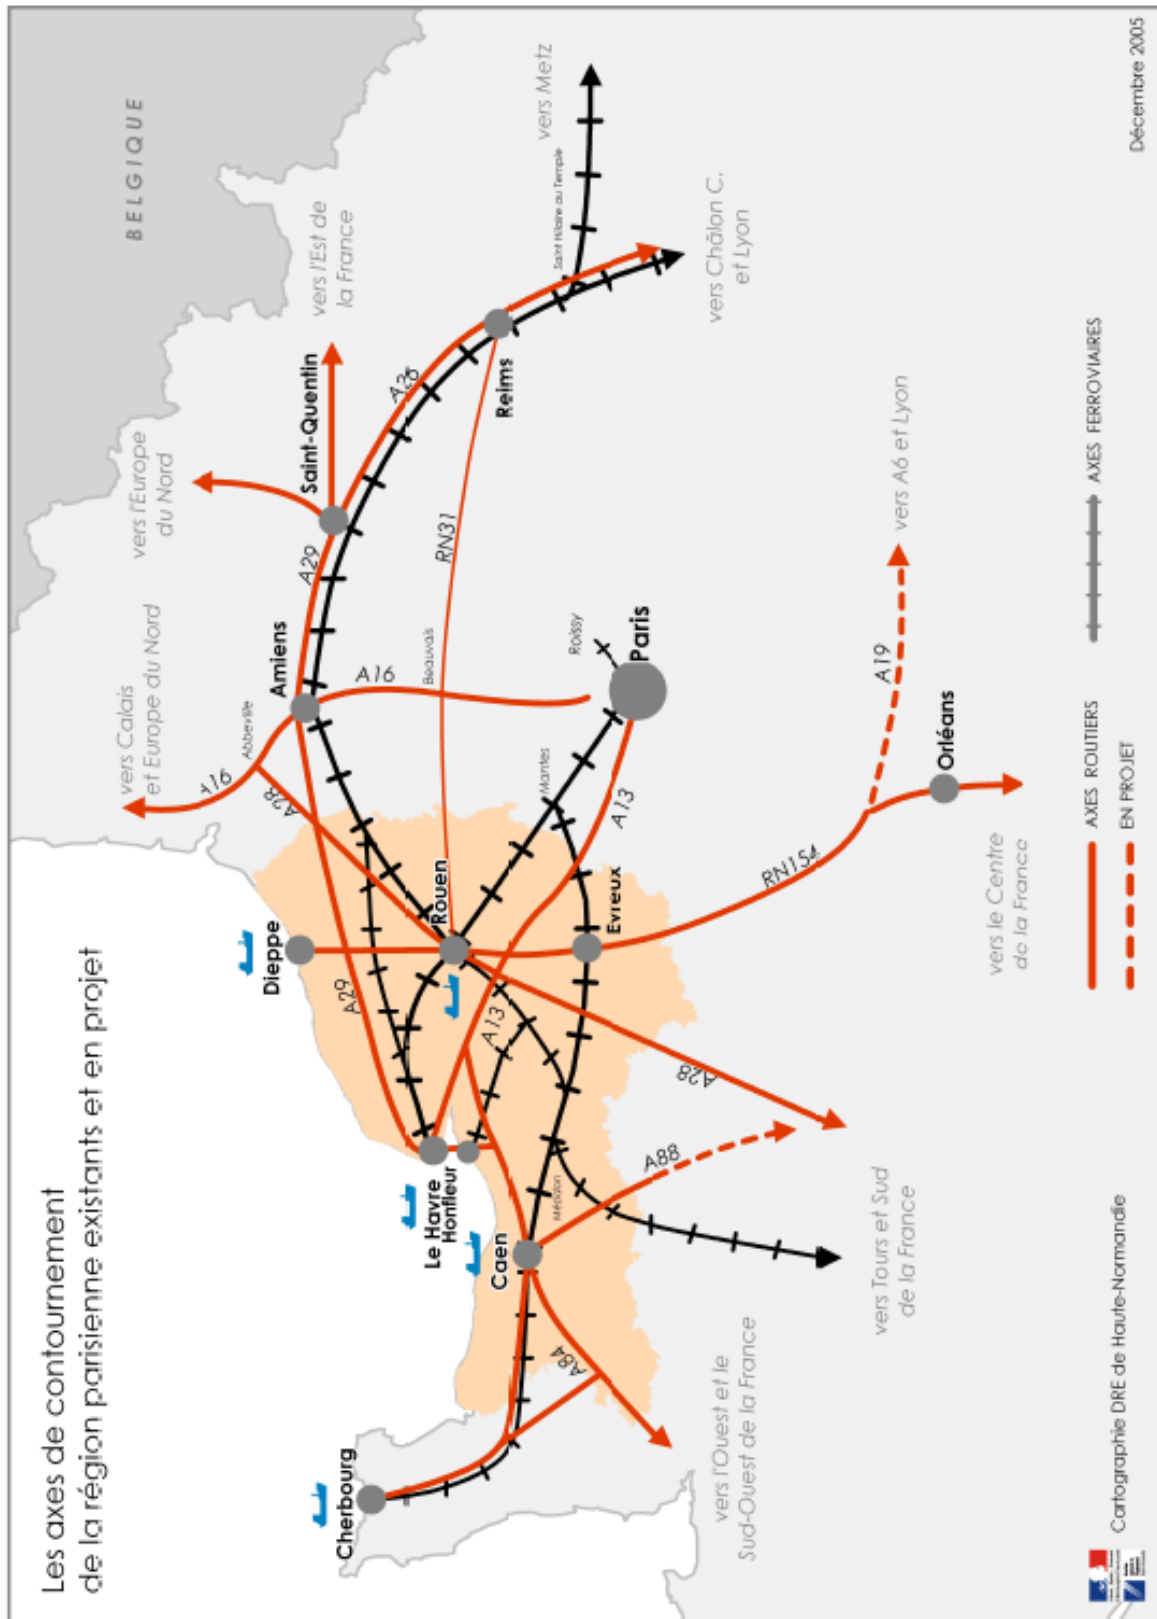 Les axes de contournement
de la région parisienne existants et en projet
BELGIQUE
vers Calais
et Europe du Nord
vers l'Europe
du Nord
vers l'Est de
la France
A16
Abbeville
Amiens
A29
Saint-Quentin
A28
Dieppe
A16
A26
Beauvais
RN31
Reims
Cherbourg
A29
Le Havre
Honfleur
Rouen
A13
Caen
Mézidon
Mantes
Roissy
Paris
A13
Saint Hilaire au Temple
vers Metz
Evreux
A84
A88
A28
vers Châlon C.
et Lyon
RN154
A19
vers A6 et Lyon
Orléans
vers l'Ouest et le
Sud-Ouest de la France
vers Tours et Sud
de la France
vers le Centre
de la France
AXES ROUTIERS
EN PROJET
AXES FERROVIAIRES
Cartographie DRE de Haute-Normandie
Décembre 2005